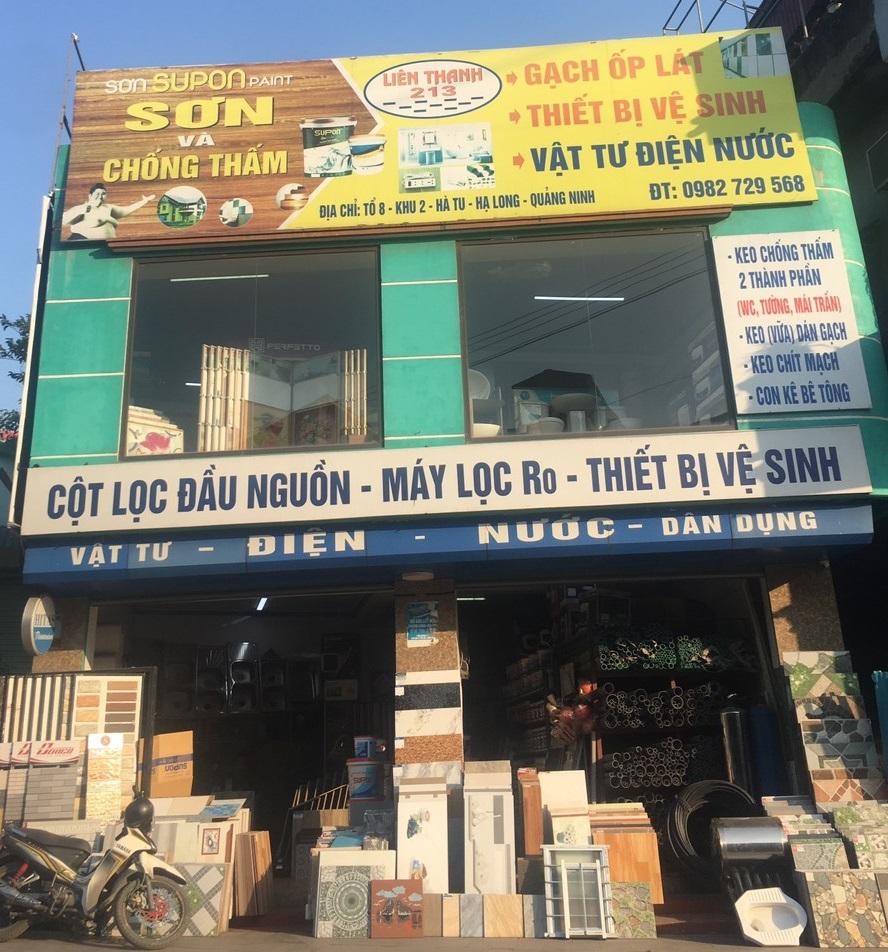 SƠN SUPON PAINT
SƠN
VÀ
CHỐNG THẤM
SUPON
LIÊN THANH
213
GẠCH ỐP LÁT
THIẾT BỊ VỆ SINH
VẬT TƯ ĐIỆN NƯỚC
ĐT: 0982 729 568
ĐỊA CHỈ: TỔ 8 - KHU 2 - HÀ TU - HẠ LONG - QUẢNG NINH
- KEO CHỐNG THẤM
2 THÀNH PHẦN
(WC, TƯỜNG, MÁI TRẦN)
- KEO (VỮA) DÁN GẠCH
- KEO CHÍT MẠCH
- CON KÊ BÊ TÔNG
PERFETTO
CỘT LỌC ĐẦU NGUỒN - MÁY LỌC Ro - THIẾT BỊ VỆ SINH
VẬT TƯ - ĐIỆN - NƯỚC - DÂN DỤNG
SUPON
SUPON